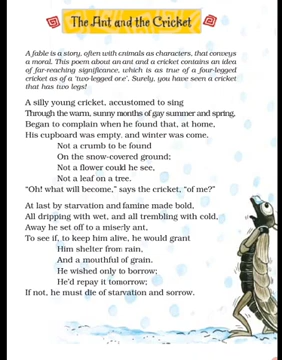 The Ant and the Cricket
A fable is a story, often with animals as characters, that conveys
a moral. This poem about an ant and a cricket contains an idea
of far-reaching significance, which is as true of a four-legged
cricket as of a 'two-legged one'. Surely, you have seen a cricket
that has two legs!
A silly young cricket, accustomed to sing
Through the warm, sunny months of gay summer and spring,
Began to complain when he found that, at home,
His cupboard was empty, and winter was come.
Not a crumb to be found
On the snow-covered ground;
Not a flower could he see,
Not a leaf on a tree.
"Oh! what will become," says the cricket, "of me?"
At last by starvation and famine made bold,
All dripping with wet, and all trembling with cold,
Away he set off to a miserly ant,
To see if, to keep him alive, he would grant
Him shelter from rain,
And a mouthful of grain.
He wished only to borrow;
He'd repay it tomorrow;
If not, he must die of starvation and sorrow.